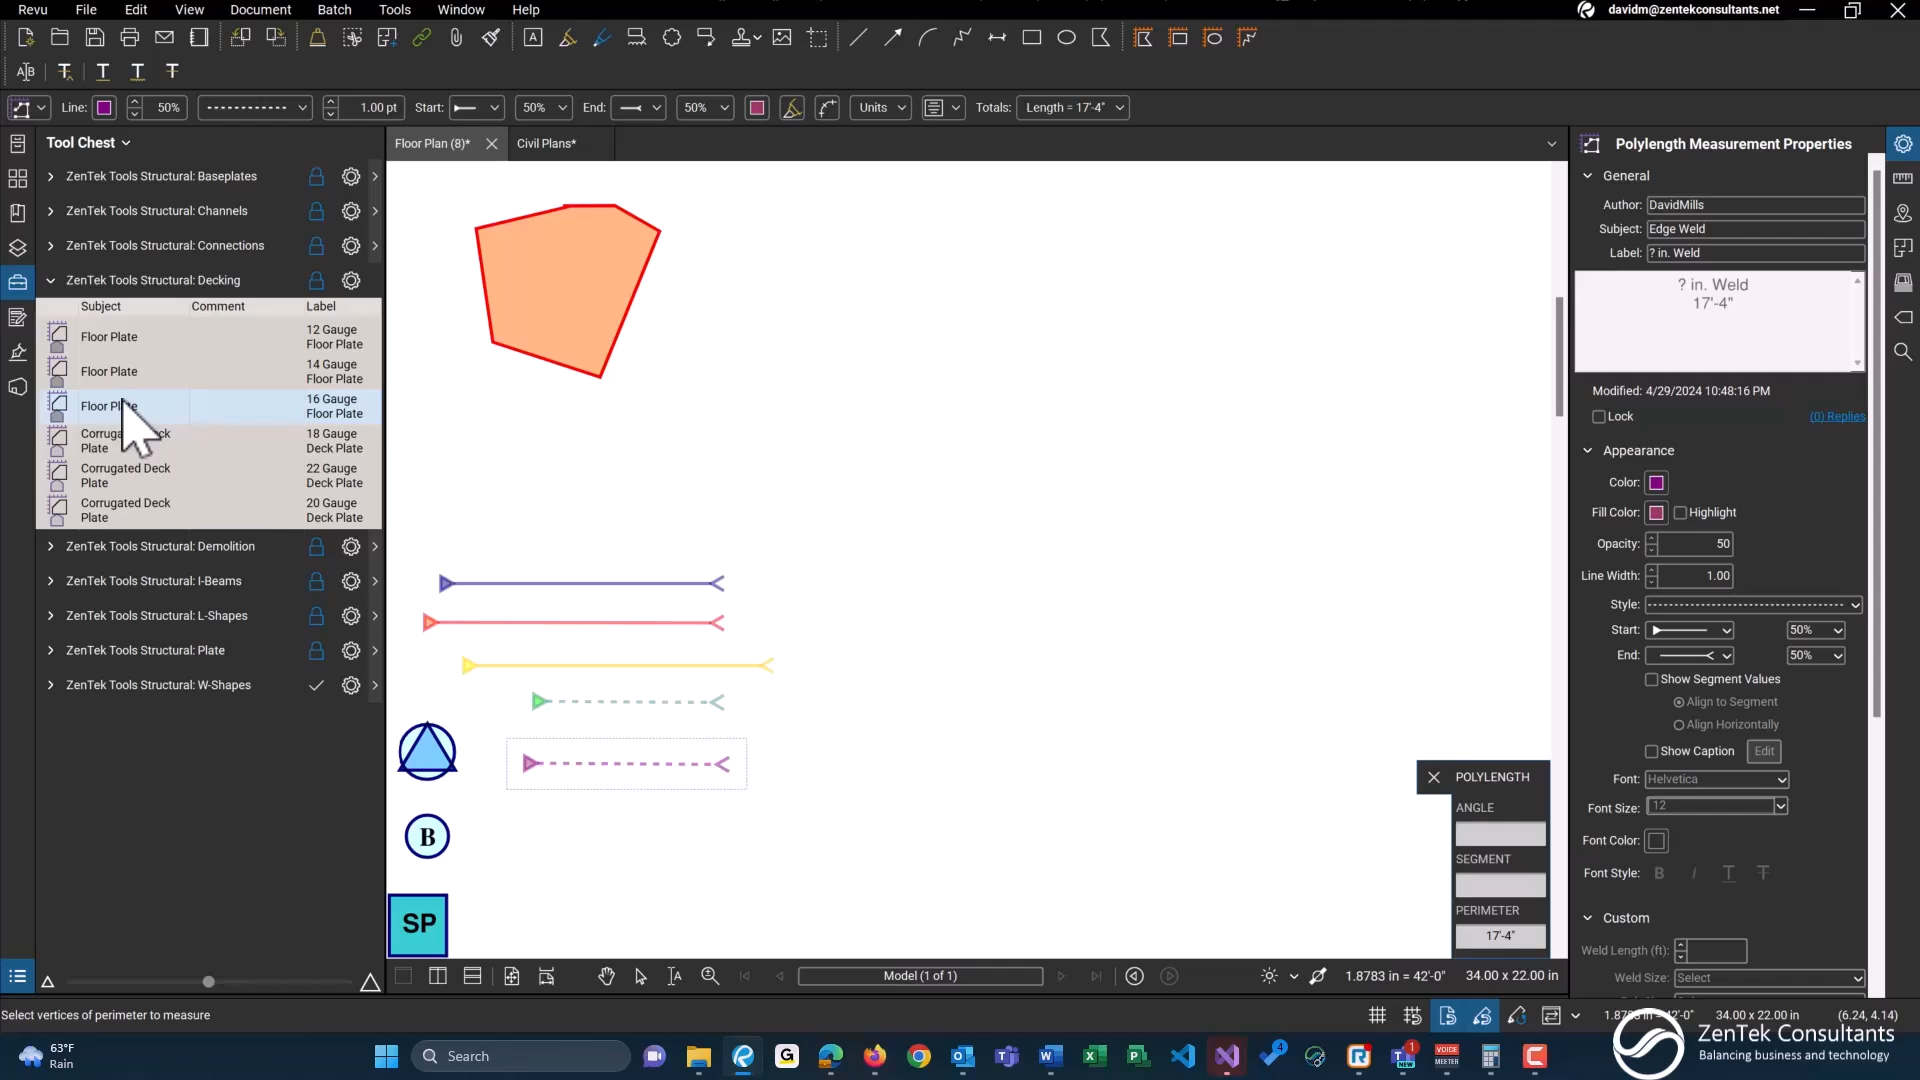 Revu File Edit View Document Batch Tools Window Help
davidm@zentekconsultants.net
Line: 50% 1.00 pt Start: 50% End: 50% Units Totals: Length = 17'-4"
Tool Chest
Floor Plan (8)*
Civil Plans*
ZenTek Tools Structural: Baseplates
ZenTek Tools Structural: Channels
ZenTek Tools Structural: Connections
ZenTek Tools Structural: Decking
Subject Comment Label
Floor Plate 12 Gauge
Floor Plate
Floor Plate 14 Gauge
Floor Plate
16 Gauge
Floor Plate
18 Gauge
Plate Deck Plate
Corrugated Deck 22 Gauge
Plate Deck Plate
Corrugated Deck 20 Gauge
Plate Deck Plate
ZenTek Tools Structural: Demolition
ZenTek Tools Structural: I-Beams
ZenTek Tools Structural: L-Shapes
ZenTek Tools Structural: Plate
ZenTek Tools Structural: W-Shapes
B
SP
POLYLENGTH
ANGLE
SEGMENT
PERIMETER
17'-4"
Polylength Measurement Properties
General
Author: DavidMills
Subject: Edge Weld
Label: ? in. Weld
? in. Weld
17'-4"
Modified: 4/29/2024 10:48:16 PM
Lock (0) Replies
Appearance
Color:
Fill Color: Highlight
Opacity: 50
Line Width: 1.00
Style:
Start: 50%
End: 50%
Show Segment Values
Align to Segment
Align Horizontally
Show Caption Edit
Font: Helvetica
Font Size: 12
Font Color:
Font Style: B I T T
Custom
Weld Length (ft):
Weld Size: Select
Model (1 of 1)
1.8783 in = 42'-0" 34.00 x 22.00 in
Select vertices of perimeter to measure
34.00 x 22.00 in (6.24, 4.14)
63°F
Rain
Search
ZenTek Consultants
Balancing business and technology